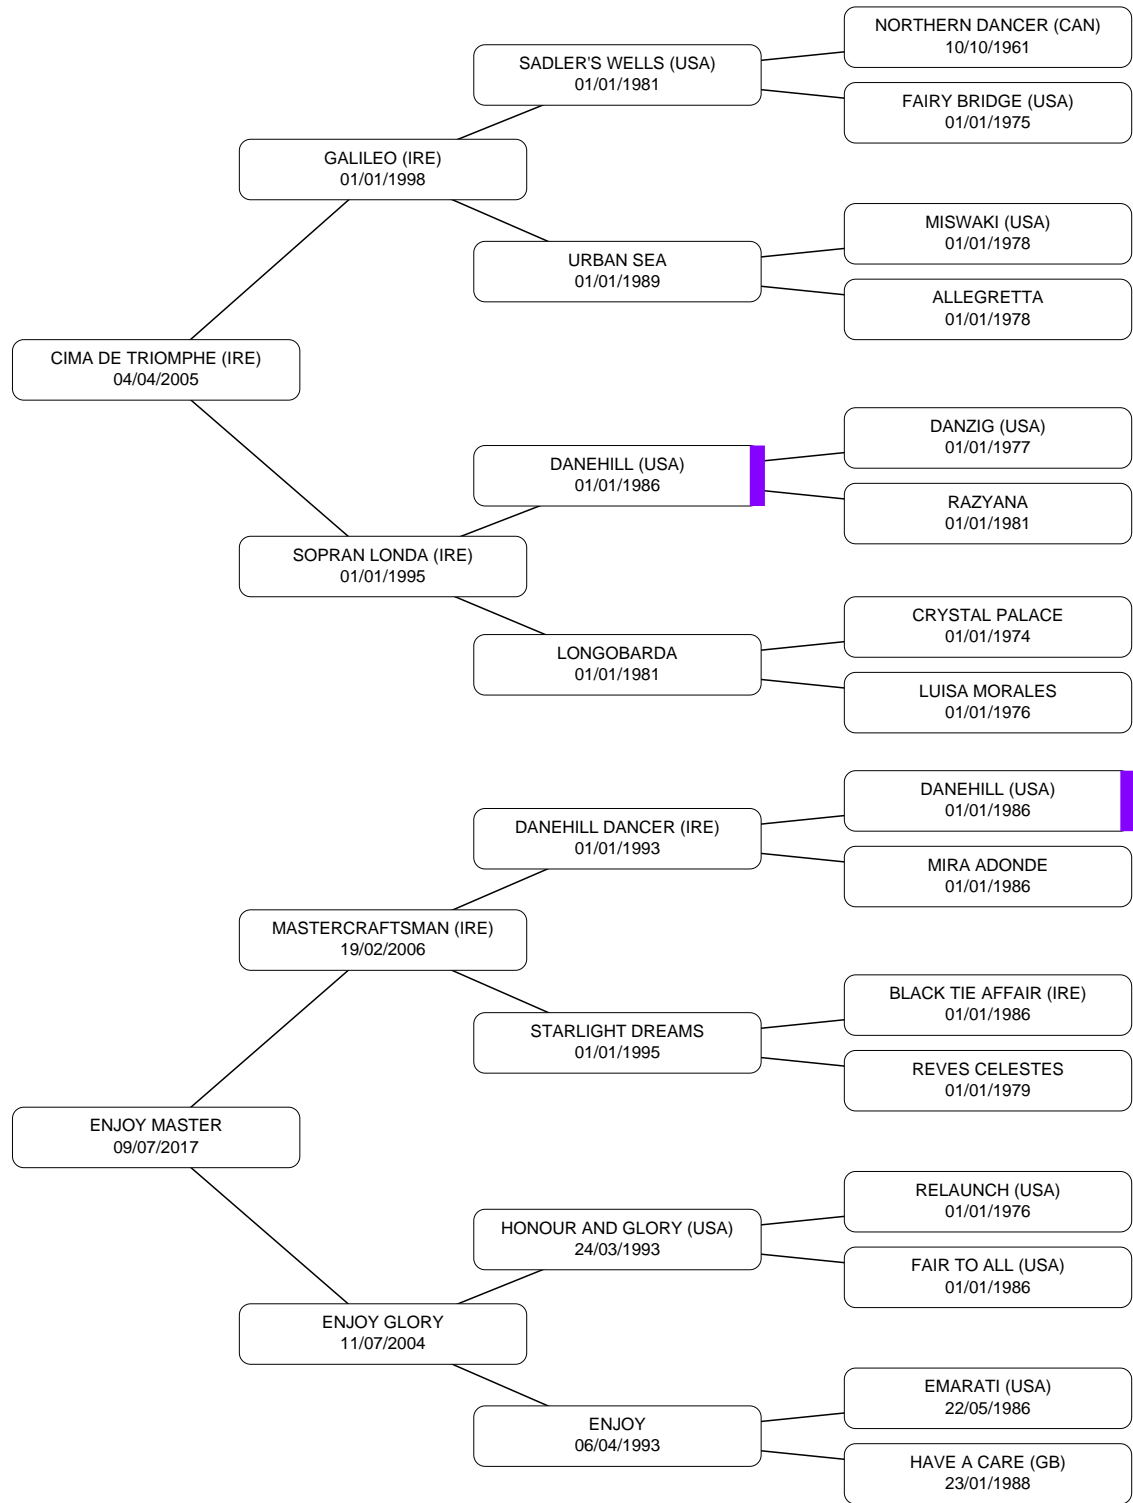 NORTHERN DANCER (CAN)
10/10/1961
SADLER'S WELLS (USA)
01/01/1981
FAIRY BRIDGE (USA)
01/01/1975
GALILEO (IRE)
01/01/1998
MISWAKI (USA)
01/01/1978
URBAN SEA
01/01/1989
ALLEGRETTA
01/01/1978
CIMA DE TRIOMPHE (IRE)
04/04/2005
DANZIG (USA)
01/01/1977
DANEHILL (USA)
01/01/1986
RAZYANA
01/01/1981
SOPRAN LONDA (IRE)
01/01/1995
CRYSTAL PALACE
01/01/1974
LONGOBARDA
01/01/1981
LUISA MORALES
01/01/1976
DANEHILL (USA)
01/01/1986
DANEHILL DANCER (IRE)
01/01/1993
MIRA ADONDE
01/01/1986
MASTERCRAFTSMAN (IRE)
19/02/2006
BLACK TIE AFFAIR (IRE)
01/01/1986
STARLIGHT DREAMS
01/01/1995
REVES CELESTES
01/01/1979
ENJOY MASTER
09/07/2017
RELAUNCH (USA)
01/01/1976
HONOUR AND GLORY (USA)
24/03/1993
FAIR TO ALL (USA)
01/01/1986
ENJOY GLORY
11/07/2004
EMARATI (USA)
22/05/1986
ENJOY
06/04/1993
HAVE A CARE (GB)
23/01/1988